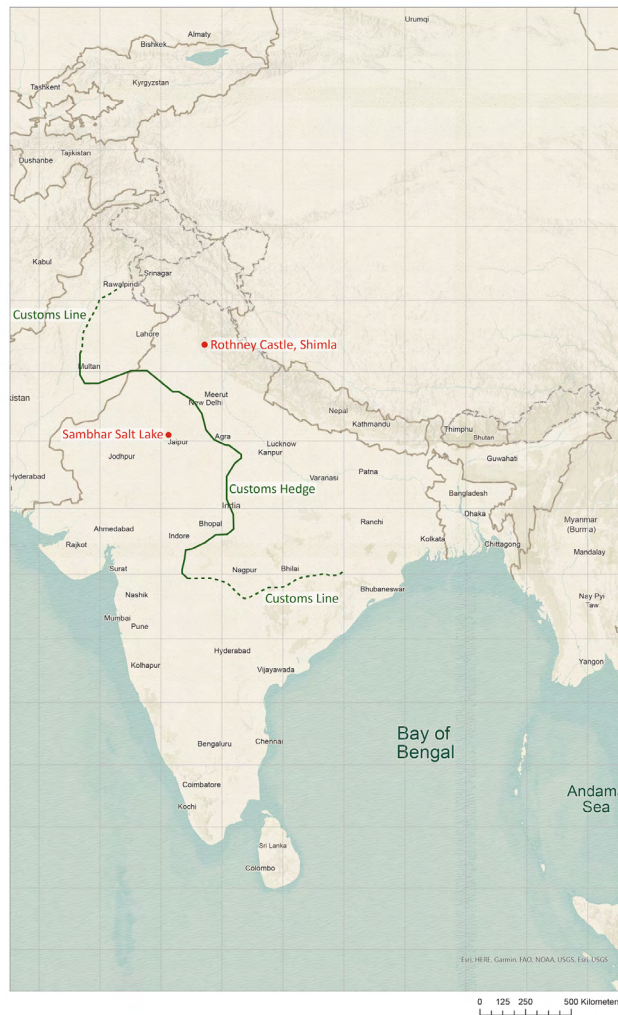 Urumqi
Almaty
Bishkek
Kyrgyzstan
Tashkent
Tajikistan
Dushanbe
Kabul
Srinagar
Rawalpindi
Customs Line
Lahore
Rothney Castle, Shimla
Multan
kistan
Meerut
New Delhi
Nepal
Kathmandu
Thimphu
Bhutan
Sambhar Salt Lake
Jaipur
Agra
Lucknow
Kanpur
Jodhpur
Guwahati
Patna
Varanasi
Hyderabad
Customs Hedge
Bangladesh
India
Dhaka
Ranchi
Bhopal
Myanmar
(Burma)
Ahmedabad
Indore
Kolkata
Chittagong
Rajkot
Mandalay
Surat
Nagpur
Bhilai
Bhubaneswar
Nashik
Customs Line
Nay Pyi
Taw
Mumbai
Pune
Hyderabad
Kolhapur
Vijayawada
Yangon
Bay of
Bengal
Bengaluru
Chennai
Coimbatore
Kochi
Andam
Sea
Sri Lanka
Colombo
Esri, HERE, Garmin, FAO, NOAA, USGS, Esri, USGS
0 125 250 500 Kilometer